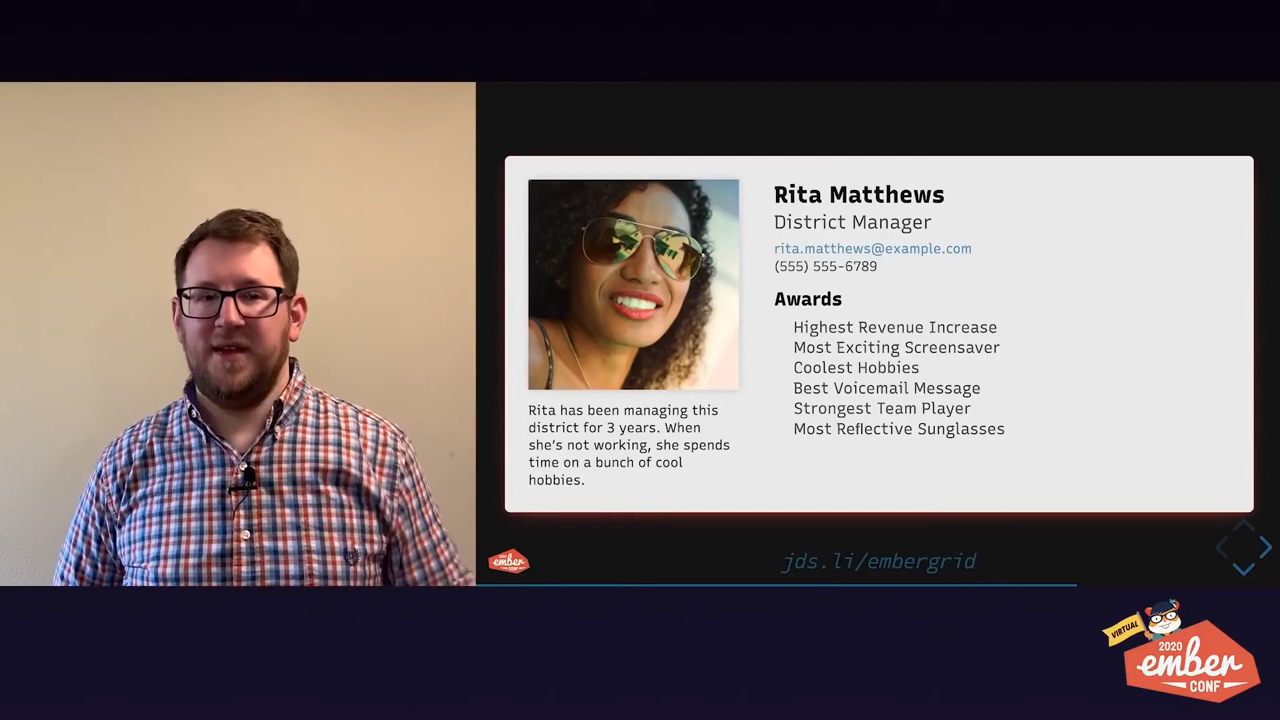 Rita Matthews
District Manager
rita.matthews@example.com
(555) 555-6789
Awards
Highest Revenue Increase
Most Exciting Screensaver
Coolest Hobbies
Best Voicemail Message
Strongest Team Player
Most Reflective Sunglasses
Rita has been managing this
district for 3 years. When
she's not working, she spends
time on a bunch of cool
hobbies.
ember
CONF
jds.li/embergrid
VIRTUAL
2020
ember
CONF